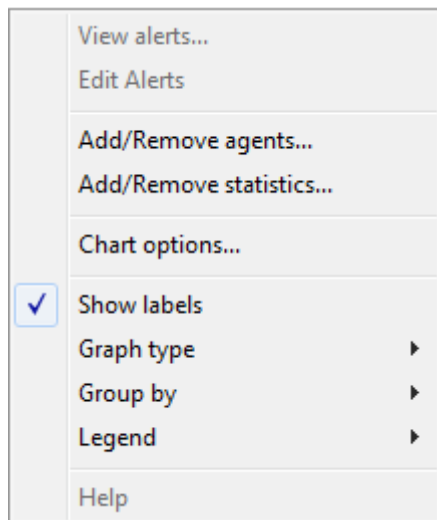 View alerts...
Edit Alerts
Add/Remove agents...
Add/Remove statistics...
Chart options...
Show labels
Graph type
Group by
Legend
Help